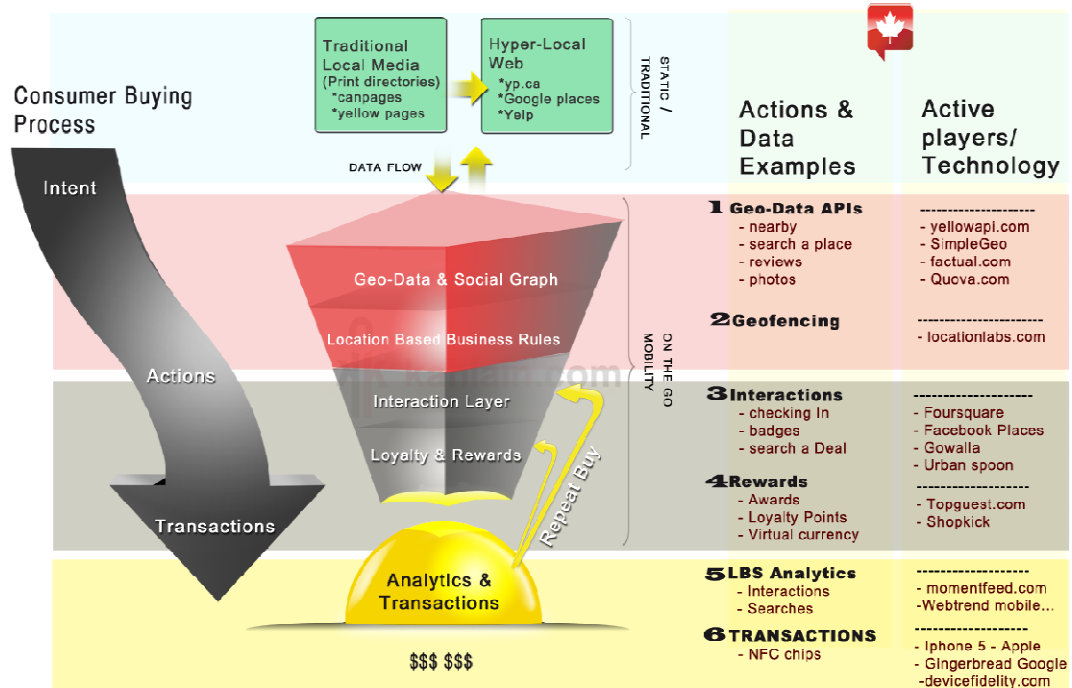 Consumer Buying
Process
Intent
Actions
Transactions
Traditional
Local Media
(Print directories)
*canpages
*yellow pages
Hyper-Local
Web
*yp.ca
*Google places
*Yelp
STATIC /
TRADITIONAL
DATA FLOW
Geo-Data & Social Graph
Location Based Business Rules
Interaction Layer
Loyalty & Rewards
ON THE GO
MOBILITY
Repeat Buy
Analytics &
Transactions
$$$ $$$
Actions &
Data
Examples
1 Geo-Data APIs
- nearby
- search a place
- reviews
- photos
2 Geofencing
3 Interactions
- checking In
- badges
- search a Deal
4 Rewards
- Awards
- Loyalty Points
- Virtual currency
5 LBS Analytics
- Interactions
- Searches
6 TRANSACTIONS
- NFC chips
Active
players/
Technology
--------------------
- yellowapi.com
- SimpleGeo
- factual.com
- Quova.com
--------------------
- locationlabs.com
--------------------
- Foursquare
- Facebook Places
- Gowalla
- Urban spoon
--------------------
- Topguest.com
- Shopkick
--------------------
- momentfeed.com
-Webtrend mobile...
--------------------
- Iphone 5 - Apple
- Gingerbread Google
-devicefidelity.com